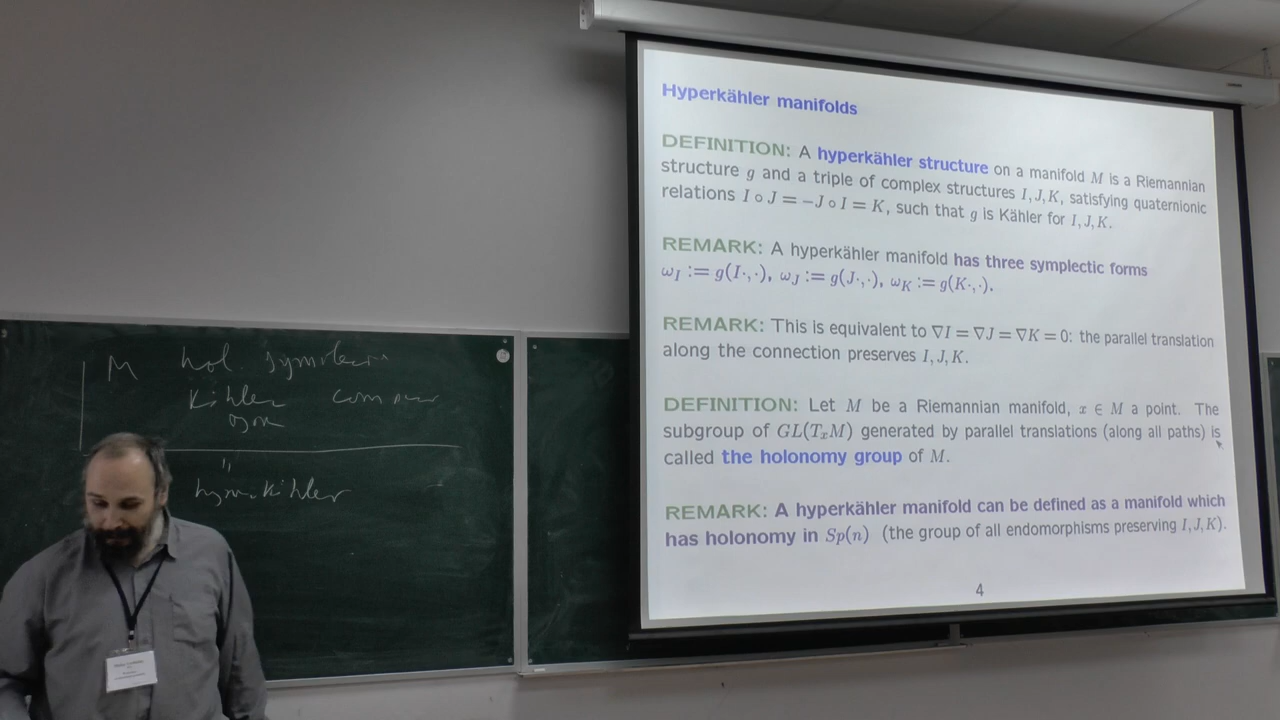 Hyperkähler manifolds
DEFINITION: A hyperkähler structure on a manifold M is a Riemannian
structure g and a triple of complex structures I, J, K, satisfying quaternionic
relations I ∘ J = −J ∘ I = K, such that g is Kähler for I, J, K.
REMARK: A hyperkähler manifold has three symplectic forms
ω_I := g(I·, ·), ω_J := g(J·, ·), ω_K := g(K·, ·).
REMARK: This is equivalent to ∇I = ∇J = ∇K = 0: the parallel translation
along the connection preserves I, J, K.
DEFINITION: Let M be a Riemannian manifold, x ∈ M a point. The
subgroup of GL(T_xM) generated by parallel translations (along all paths) is
called the holonomy group of M.
REMARK: A hyperkähler manifold can be defined as a manifold which
has holonomy in Sp(n) (the group of all endomorphisms preserving I, J, K).
4
M hol
Kähler